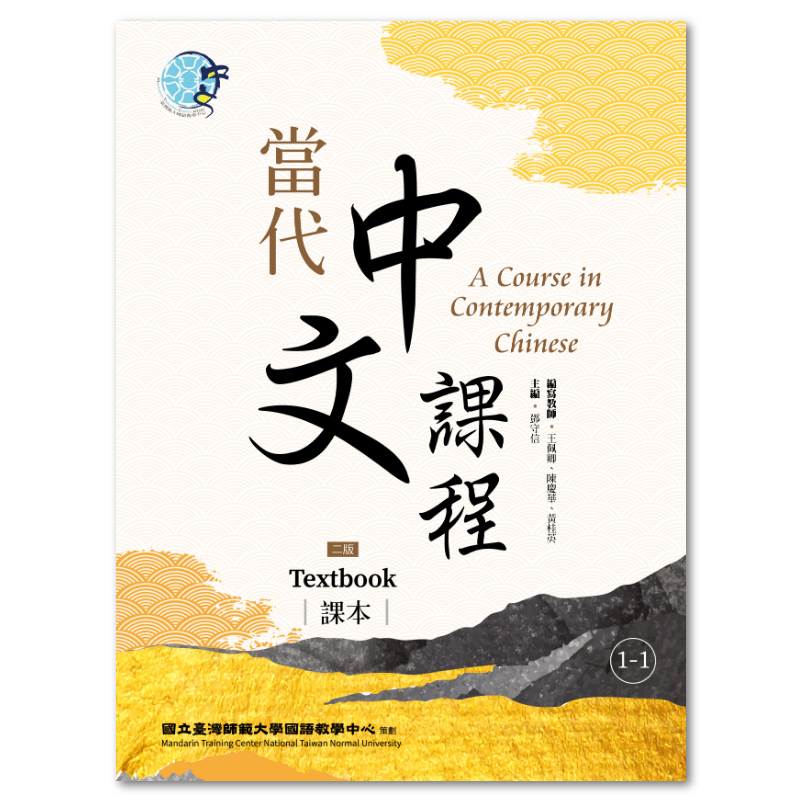 當代
中文
課程
A Course in
Contemporary
Chinese
編寫教師・王佩卿、陳慶華、黃桂英
主編・鄧守信
二版
Textbook
課本
1-1
國立臺灣師範大學國語教學中心 策劃
Mandarin Training Center National Taiwan Normal University